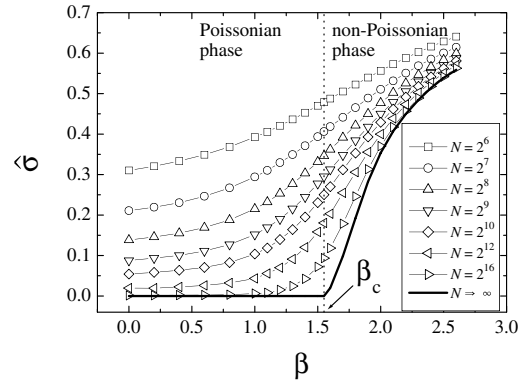 Poissonian
phase
non-Poissonian
phase
0.7
0.6
0.5
0.4
0.3
0.2
0.1
0.0
σ̂
N = 2^6
N = 2^7
N = 2^8
N = 2^9
N = 2^10
N = 2^12
N = 2^16
N → ∞
β_c
0.0 0.5 1.0 1.5 2.0 2.5 3.0
β